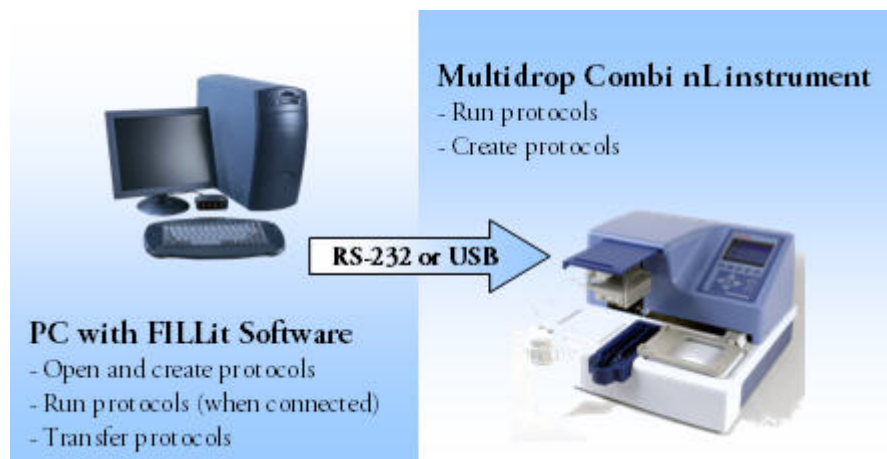 Multidrop Combi nL instrument
- Run protocols
- Create protocols
RS-232 or USB
PC with FILLit Software
- Open and create protocols
- Run protocols (when connected)
- Transfer protocols